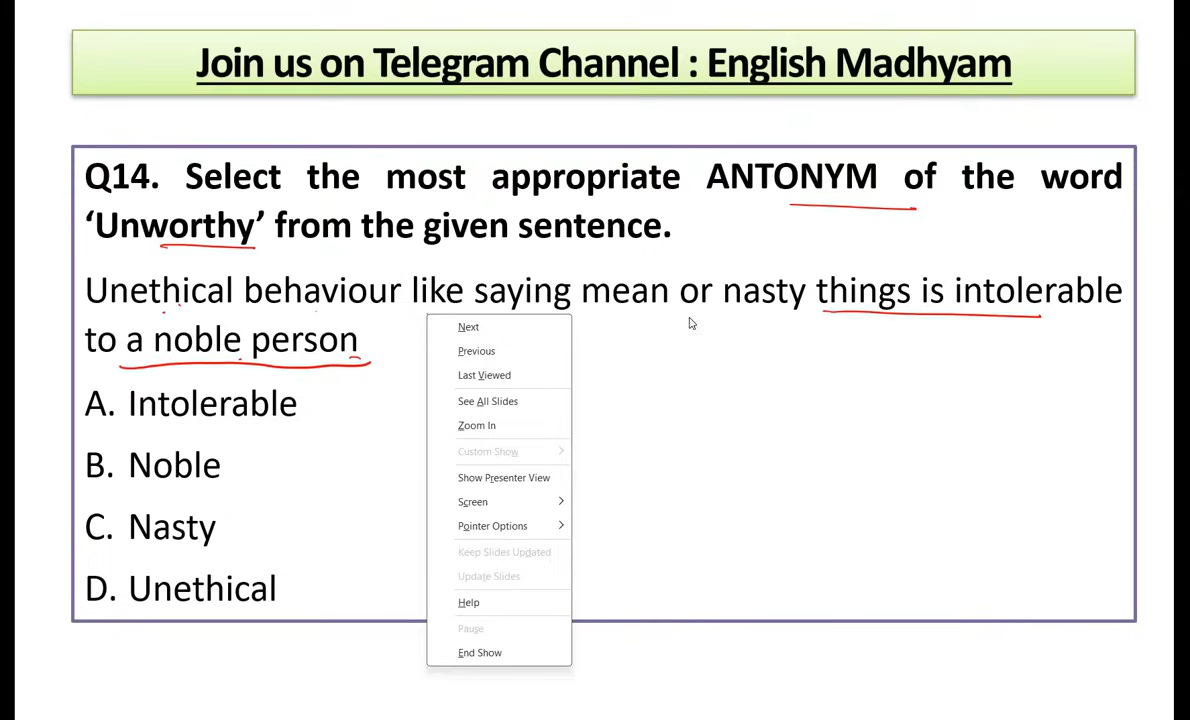 Join us on Telegram Channel : English Madhyam
Q14. Select the most appropriate ANTONYM of the word
‘Unworthy’ from the given sentence.
Unethical behaviour like saying mean or nasty things is intolerable
to a noble person
A. Intolerable
B. Noble
C. Nasty
D. Unethical
Next
Previous
Last Viewed
See All Slides
Zoom In
Custom Show
Show Presenter View
Screen
Pointer Options
Keep Slides Updated
Update Slides
Help
Pause
End Show